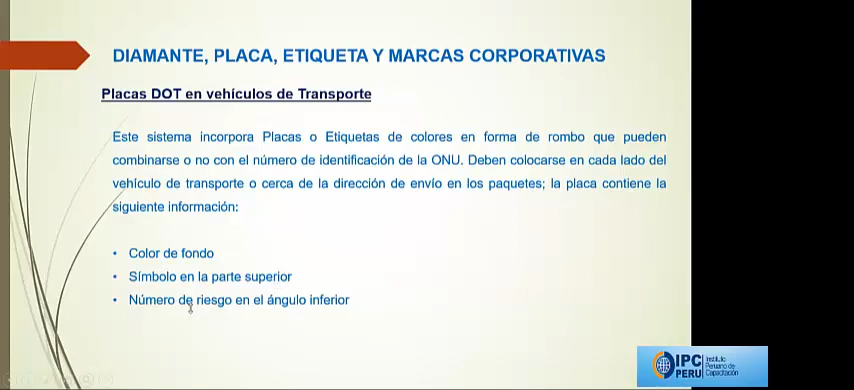 DIAMANTE, PLACA, ETIQUETA Y MARCAS CORPORATIVAS
Placas DOT en vehículos de Transporte
Este sistema incorpora Placas o Etiquetas de colores en forma de rombo que pueden
combinarse o no con el número de identificación de la ONU. Deben colocarse en cada lado del
vehículo de transporte o cerca de la dirección de envío en los paquetes; la placa contiene la
siguiente información:
• Color de fondo
• Símbolo en la parte superior
• Número de riesgo en el ángulo inferior
IPC
PERU
Instituto
Peruano de
Capacitación